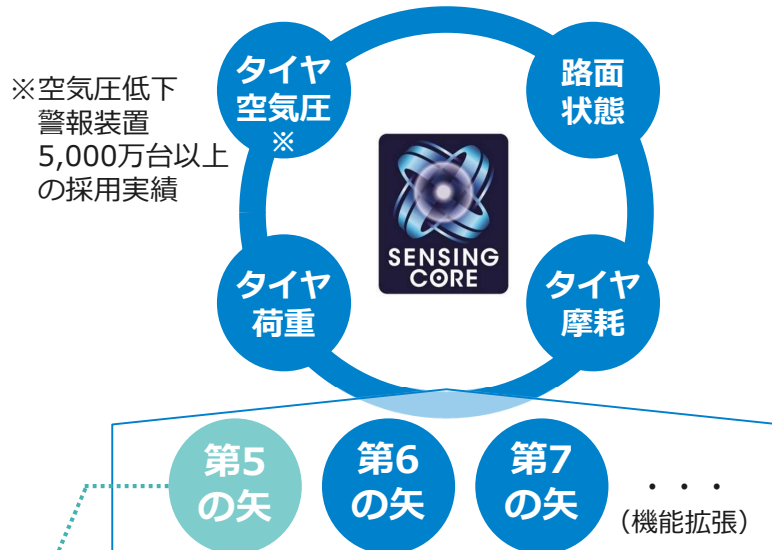 タイヤ
空気圧
※
路面
状態
※空気圧低下
警報装置
5,000万台以上
の採用実績
SENSING
CORE
タイヤ
荷重
タイヤ
摩耗
第5
の矢
第6
の矢
第7
の矢
・・・
（機能拡張）